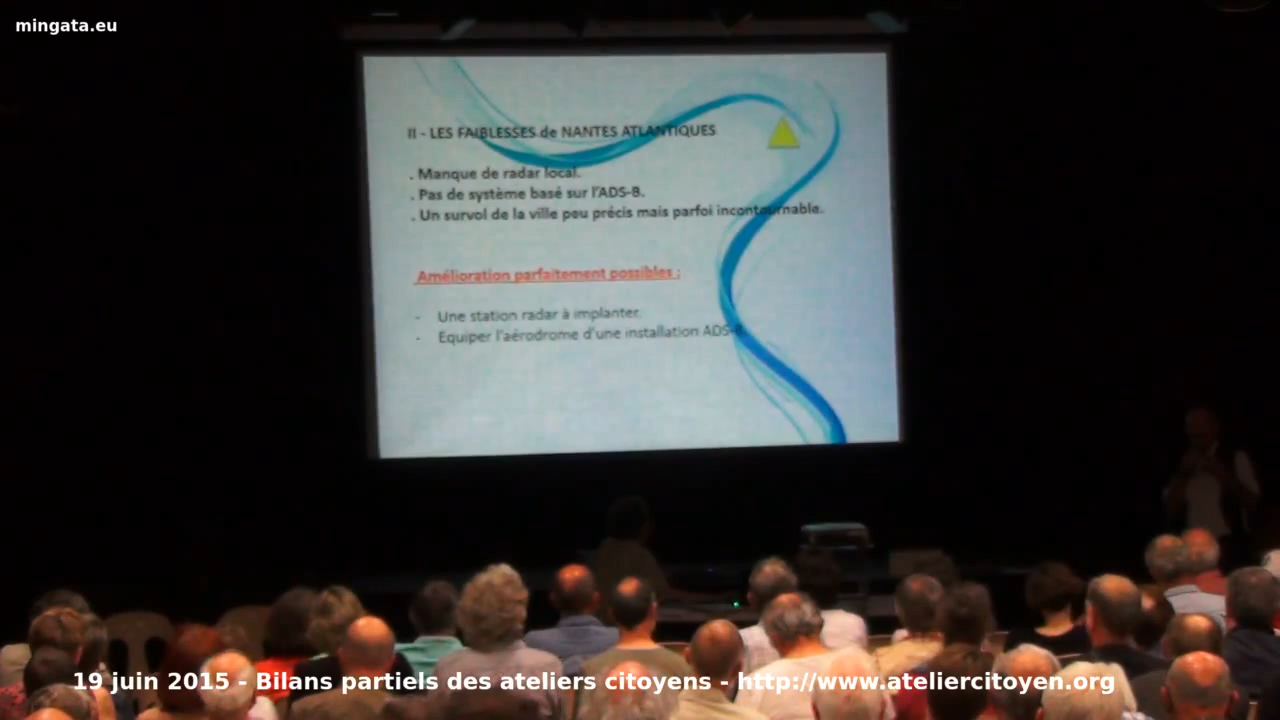 mingata.eu
II - LES FAIBLESSES de NANTES ATLANTIQUES
. Manque de radar local.
. Pas de système basé sur l'ADS-B.
. Un survol de la ville peu précis mais parfoi incontournable.
Amélioration parfaitement possibles :
- Une station radar à implanter.
- Equiper l'aérodrome d'une installation ADS-B.
19 juin 2015 - Bilans partiels des ateliers citoyens - http://www.ateliercitoyen.org